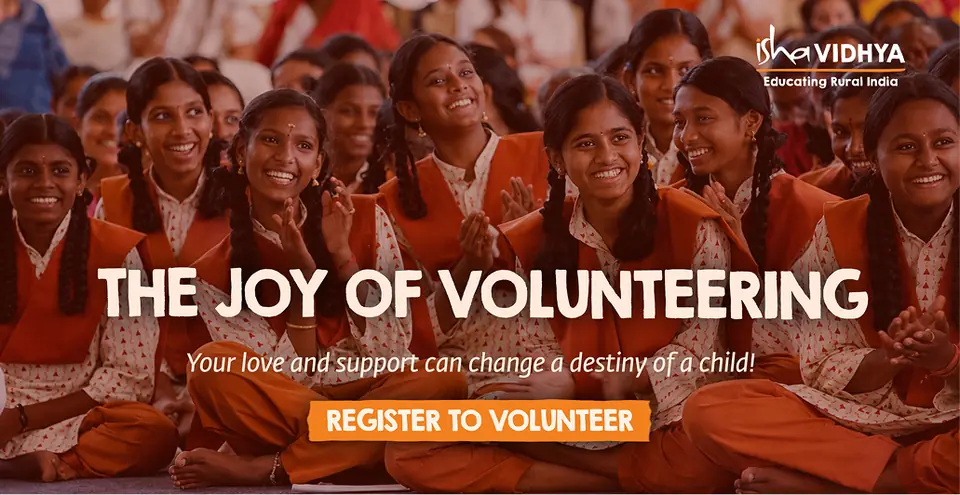 isha VIDHYA
Educating Rural India
THE JOY OF VOLUNTEERING
Your love and support can change a destiny of a child!
REGISTER TO VOLUNTEER